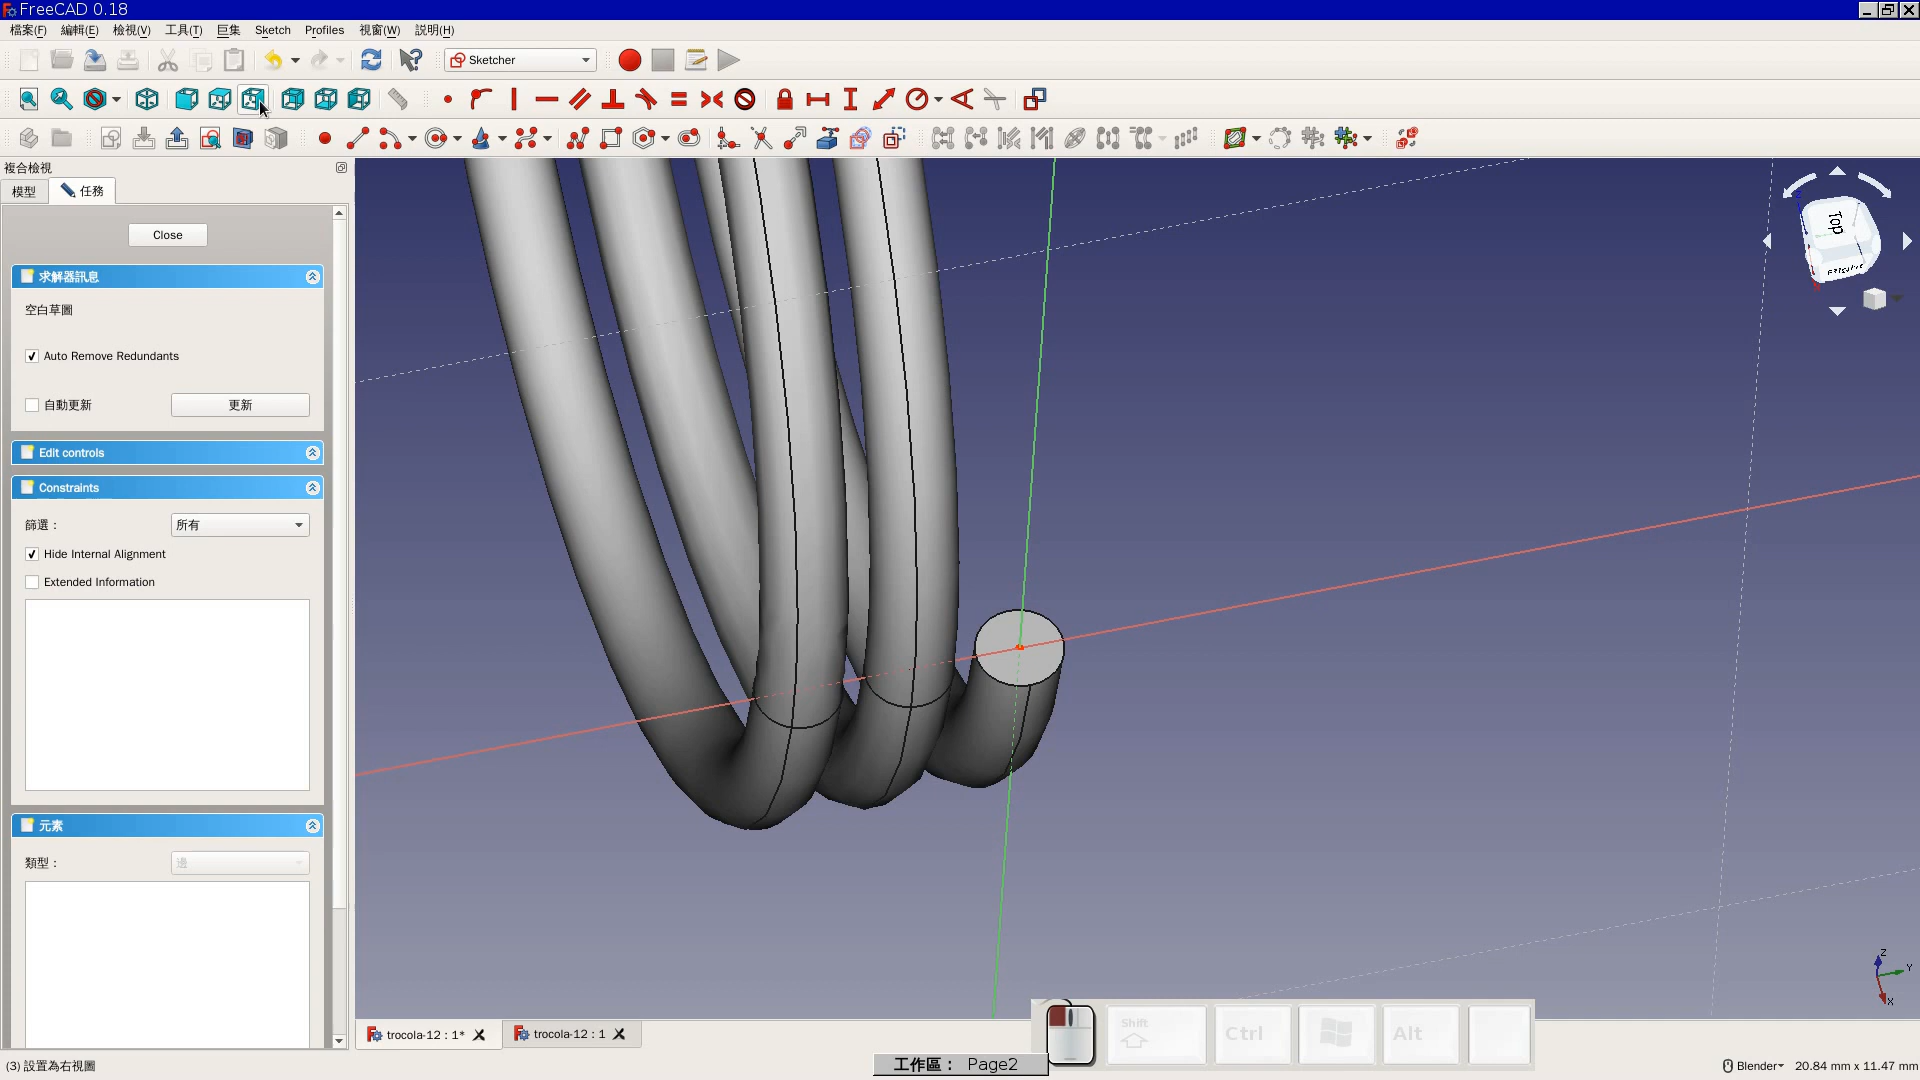 FreeCAD 0.18
檔案(F) 編輯(E) 檢視(V) 工具(T) 巨集 Sketch Profiles 視窗(W) 説明(H)
Sketcher
複合檢視
模型 任務
Close
求解器訊息
空白草圖
Auto Remove Redundants
自動更新 更新
Edit controls
Constraints
篩選： 所有
Hide Internal Alignment
Extended Information
元素
類型： 邊
Top
Z
Y
X
trocola-12 : 1* trocola-12 : 1
Shift Ctrl Alt
工作區： Page2
(3) 設置為右視圖
Blender 20.84 mm x 11.47 mm